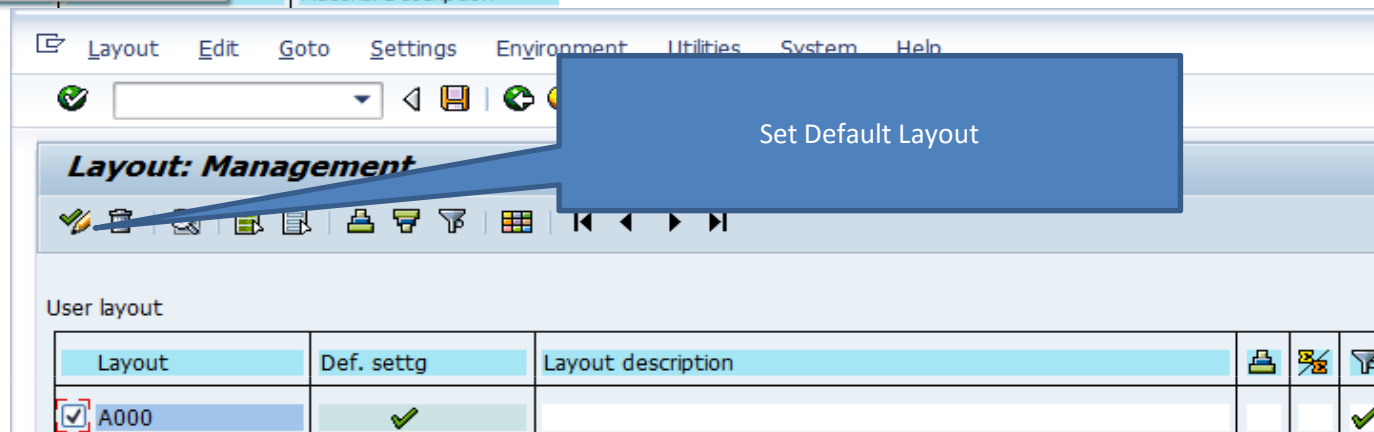 Layout Edit Goto Settings Environment Utilities System Help
Set Default Layout
Layout: Management
User layout
Layout Def. settg Layout description
A000